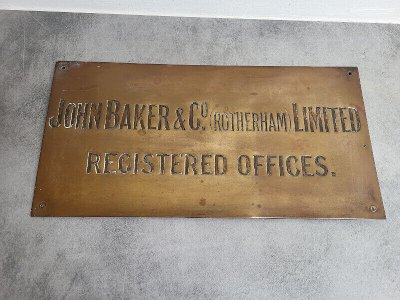 JOHN BAKER & CO (ROTHERHAM) LIMITED
REGISTERED OFFICES.